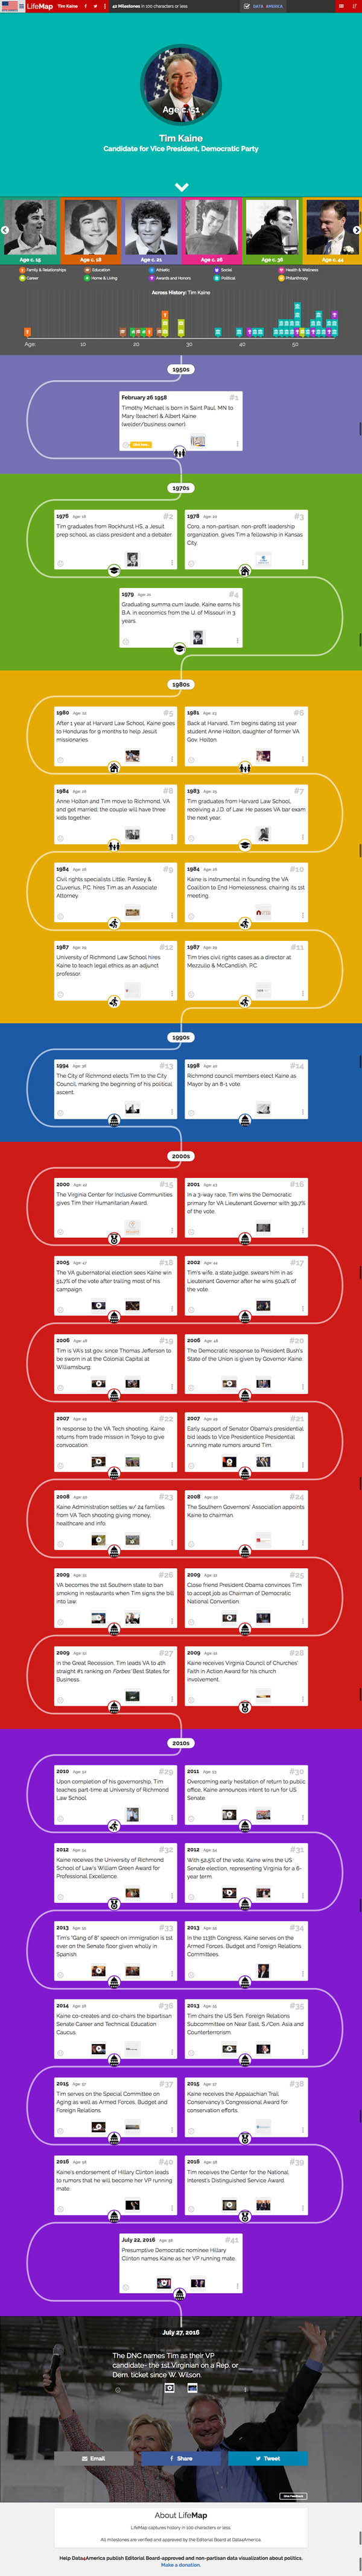 LifeMap Tim Kaine 42 Milestones in 100 characters or less DATA AMERICA
Age c. 51
Tim Kaine
Candidate for Vice President, Democratic Party
Age c. 15 Age c. 18 Age c. 21 Age c. 28 Age c. 38 Age c. 44
Family & Relationships Education Athletic Social Health & Wellness
Career Home & Living Awards and Honors Political Philanthropy
Across History: Tim Kaine
Age: 10 20 30 40 50
1950s
February 26 1958 #1
Timothy Michael is born in Saint Paul, MN to
Mary (teacher) & Albert Kaine
(welder/business owner).
1970s
1976 Age: 18 #2
Tim graduates from Rockhurst HS, a Jesuit
prep school, as class president and a debater.
1978 Age: 20 #3
Coro, a non-partisan, non-profit leadership
organization, gives Tim a fellowship in Kansas
City.
1979 Age: 21 #4
Graduating summa cum laude, Kaine earns his
B.A. in economics from the U. of Missouri in 3
years.
1980s
1980 Age: 22 #5
After 1 year at Harvard Law School, Kaine goes
to Honduras for 9 months to help Jesuit
missionaries.
1981 Age: 23 #6
Back at Harvard, Tim begins dating 1st year
student Anne Holton, daughter of former VA
Gov. Holton
1984 Age: 26 #8
Anne Holton and Tim move to Richmond, VA
and get married; the couple will have three
kids together.
1983 Age: 25 #7
Tim graduates from Harvard Law School,
receiving a J.D. of Law. He passes VA bar exam
the next year.
1984 Age: 26 #9
Civil rights specialists Little, Parsley &
Cluverius, P.C. hires Tim as an Associate
Attorney.
1984 Age: 26 #10
Kaine is instrumental in founding the VA
Coalition to End Homelessness, chairing its 1st
meeting.
1987 Age: 29 #12
University of Richmond Law School hires
Kaine to teach legal ethics as an adjunct
professor.
1987 Age: 29 #11
Tim tries civil rights cases as a director at
Mezzullo & McCandlish, P.C
1990s
1994 Age: 36 #13
The City of Richmond elects Tim to the City
Council, marking the beginning of his political
ascent.
1998 Age: 40 #14
Richmond council members elect Kaine as
Mayor by an 8-1 vote.
2000s
2000 Age: 42 #15
The Virginia Center for Inclusive Communities
gives Tim their Humanitarian Award.
2001 Age: 43 #16
In a 3-way race, Tim wins the Democratic
primary for VA Lieutenant Governor with 39.7%
of the vote.
2005 Age: 47 #18
The VA gubernatorial election sees Kaine win
51.7% of the vote after trailing most of his
campaign.
2002 Age: 44 #17
Tim's wife, a state judge, swears him in as
Lieutenant Governor after he wins 50.4% of
the vote.
2006 Age: 48 #19
Tim is VA's 1st gov. since Thomas Jefferson to
be sworn in at the Colonial Capital at
Williamsburg.
2006 Age: 48 #20
The Democratic response to President Bush's
State of the Union is given by Governor Kaine.
2007 Age: 49 #22
In response to the VA Tech shooting, Kaine
returns from trade mission in Tokyo to give
convocation.
2007 Age: 49 #21
Early support of Senator Obama's presidential
bid leads to Vice Presidentice Presidential
running mate rumors around Tim.
2008 Age: 50 #23
Kaine Administration settles w/ 24 families
from VA Tech shooting giving money,
healthcare and info.
2008 Age: 50 #24
The Southern Governors' Association appoints
Kaine to chairman.
2009 Age: 51 #26
VA becomes the 1st Southern state to ban
smoking in restaurants when Tim signs the bill
into law.
2009 Age: 51 #25
Close friend President Obama convinces Tim
to accept job as Chairman of Democratic
National Convention.
2009 Age: 51 #27
In the Great Recession, Tim leads VA to 4th
straight #1 ranking on Forbes' Best States for
Business.
2009 Age: 51 #28
Kaine receives Virginia Council of Churches'
Faith in Action Award for his church
involvement.
2010s
2010 Age: 52 #29
Upon completion of his governorship, Tim
teaches part-time at University of Richmond
Law School.
2011 Age: 53 #30
Overcoming early hesitation of return to public
office, Kaine announces intent to run for US
Senate.
2012 Age: 54 #32
Kaine receives the University of Richmond
School of Law's William Green Award for
Professional Excellence.
2012 Age: 54 #31
With 52.5% of the vote, Kaine wins the US
Senate election, representing Virginia for a 6-
year term.
2013 Age: 55 #33
Tim's "Gang of 8" speech on immigration is 1st
ever on the Senate floor given wholly in
Spanish.
2013 Age: 55 #34
In the 113th Congress, Kaine serves on the
Armed Forces, Budget and Foreign Relations
Committees.
2014 Age: 56 #36
Kaine co-creates and co-chairs the bipartisan
Senate Career and Technical Education
Caucus.
2013 Age: 55 #35
Tim chairs the US Sen. Foreign Relations
Subcommittee on Near East, S./Cen. Asia and
Counterterrorism.
2015 Age: 57 #37
Tim serves on the Special Committee on
Aging as well as Armed Forces, Budget and
Foreign Relations.
2015 Age: 57 #38
Kaine receives the Appalachian Trail
Conservancy's Congressional Award for
conservation efforts.
2016 Age: 58 #40
Kaine's endorsement of Hillary Clinton leads
to rumors that he will become her VP running
mate.
2016 Age: 58 #39
Tim receives the Center for the National
Interest's Distinguished Service Award.
July 22, 2016 Age: 58 #41
Presumptive Democratic nominee Hillary
Clinton names Kaine as her VP running mate.
July 27, 2016
The DNC names Tim as their VP
candidate- the 1st Virginian on a Rep. or
Dem. ticket since W. Wilson.
Email Share Tweet
Give Feedback
About LifeMap
LifeMap captures history in 100 characters or less.
All milestones are verified and approved by the Editorial Board at Data4America.
Help Data4America publish Editorial Board-approved and non-partisan data visualization about politics.
Make a donation.